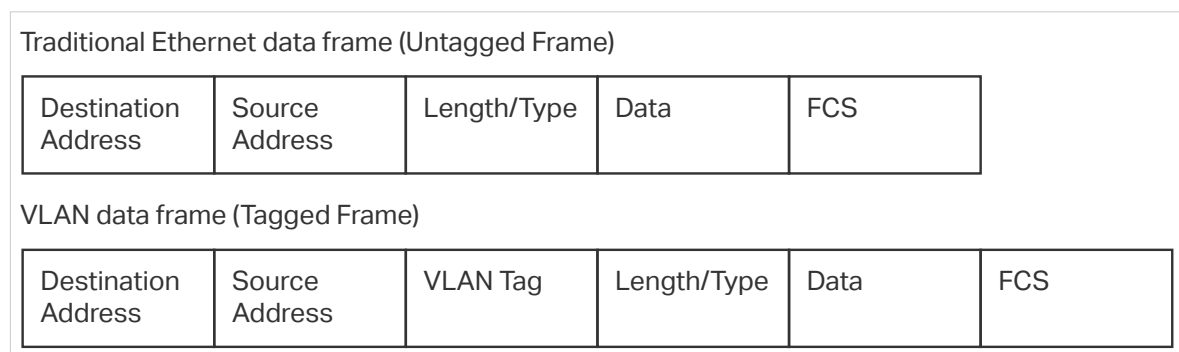 Traditional Ethernet data frame (Untagged Frame)
Destination Address
Source Address
Length/Type
Data
FCS
VLAN data frame (Tagged Frame)
Destination Address
Source Address
VLAN Tag
Length/Type
Data
FCS